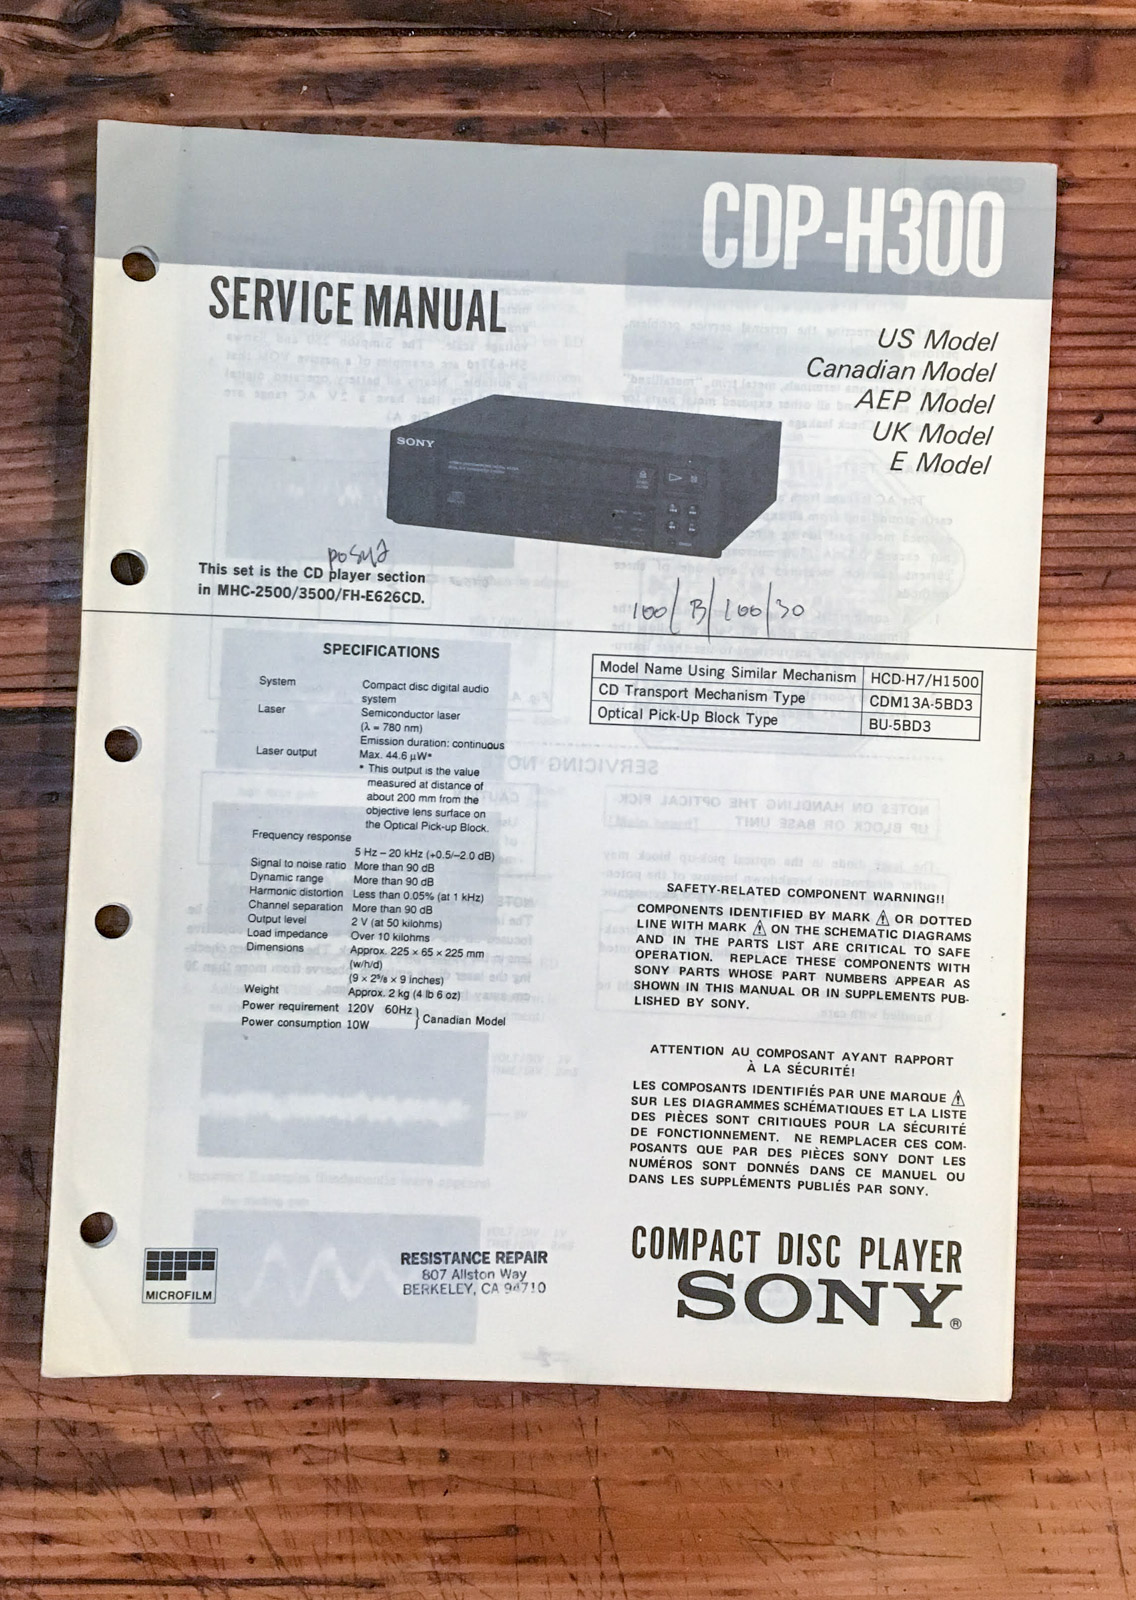 CDP-H300
SERVICE MANUAL
US Model
Canadian Model
AEP Model
UK Model
E Model
SONY
This set is the CD player section
in MHC-2500/3500/FH-E626CD.
100/B/100/30
SPECIFICATIONS
System Compact disc digital audio
system
Laser Semiconductor laser
(λ = 780 nm)
Emission duration: continuous
Laser output Max. 44.6 μW*
* This output is the value
measured at distance of
about 200 mm from the
objective lens surface on
the Optical Pick-up Block.
Frequency response
5 Hz – 20 kHz (+0.5/–2.0 dB)
Signal to noise ratio More than 90 dB
Dynamic range More than 90 dB
Harmonic distortion Less than 0.05% (at 1 kHz)
Channel separation More than 90 dB
Output level 2 V (at 50 kilohms)
Load impedance Over 10 kilohms
Dimensions Approx. 225 × 65 × 225 mm
(w/h/d)
(9 × 2⅝ × 9 inches)
Weight Approx. 2 kg (4 lb 6 oz)
Power requirement 120V 60Hz
Power consumption 10W } Canadian Model
Model Name Using Similar Mechanism HCD-H7/H1500
CD Transport Mechanism Type CDM13A-5BD3
Optical Pick-Up Block Type BU-5BD3
SAFETY-RELATED COMPONENT WARNING!!
COMPONENTS IDENTIFIED BY MARK ⚠ OR DOTTED
LINE WITH MARK ⚠ ON THE SCHEMATIC DIAGRAMS
AND IN THE PARTS LIST ARE CRITICAL TO SAFE
OPERATION. REPLACE THESE COMPONENTS WITH
SONY PARTS WHOSE PART NUMBERS APPEAR AS
SHOWN IN THIS MANUAL OR IN SUPPLEMENTS PUB-
LISHED BY SONY.
ATTENTION AU COMPOSANT AYANT RAPPORT
À LA SÉCURITÉ!
LES COMPOSANTS IDENTIFIÉS PAR UNE MARQUE ⚠
SUR LES DIAGRAMMES SCHÉMATIQUES ET LA LISTE
DES PIÈCES SONT CRITIQUES POUR LA SÉCURITÉ
DE FONCTIONNEMENT. NE REMPLACER CES COM-
POSANTS QUE PAR DES PIÈCES SONY DONT LES
NUMÉROS SONT DONNÉS DANS CE MANUEL OU
DANS LES SUPPLÉMENTS PUBLIÉS PAR SONY.
MICROFILM
RESISTANCE REPAIR
807 Allston Way
BERKELEY, CA 94710
COMPACT DISC PLAYER
SONY®